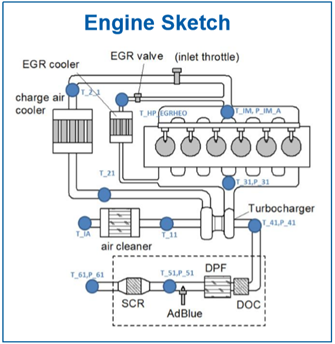 Engine Sketch
EGR valve (inlet throttle)
EGR cooler
T_2_1
charge air
cooler
T_HP_EGRHEO
T_IM, P_IM_A
T_21
T_31,P_31
Turbocharger
T_IA
T_11
T_41,P_41
air cleaner
T_61,P_61
T_51,P_51
DPF
SCR
AdBlue
DOC